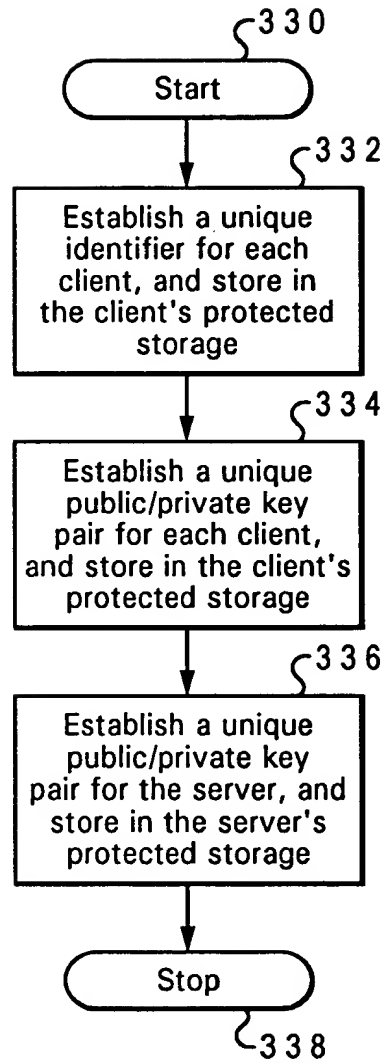 330
Start
332
Establish a unique
identifier for each
client, and store in
the client's protected
storage
334
Establish a unique
public/private key
pair for each client,
and store in the client's
protected storage
336
Establish a unique
public/private key
pair for the server, and
store in the server's
protected storage
Stop
338